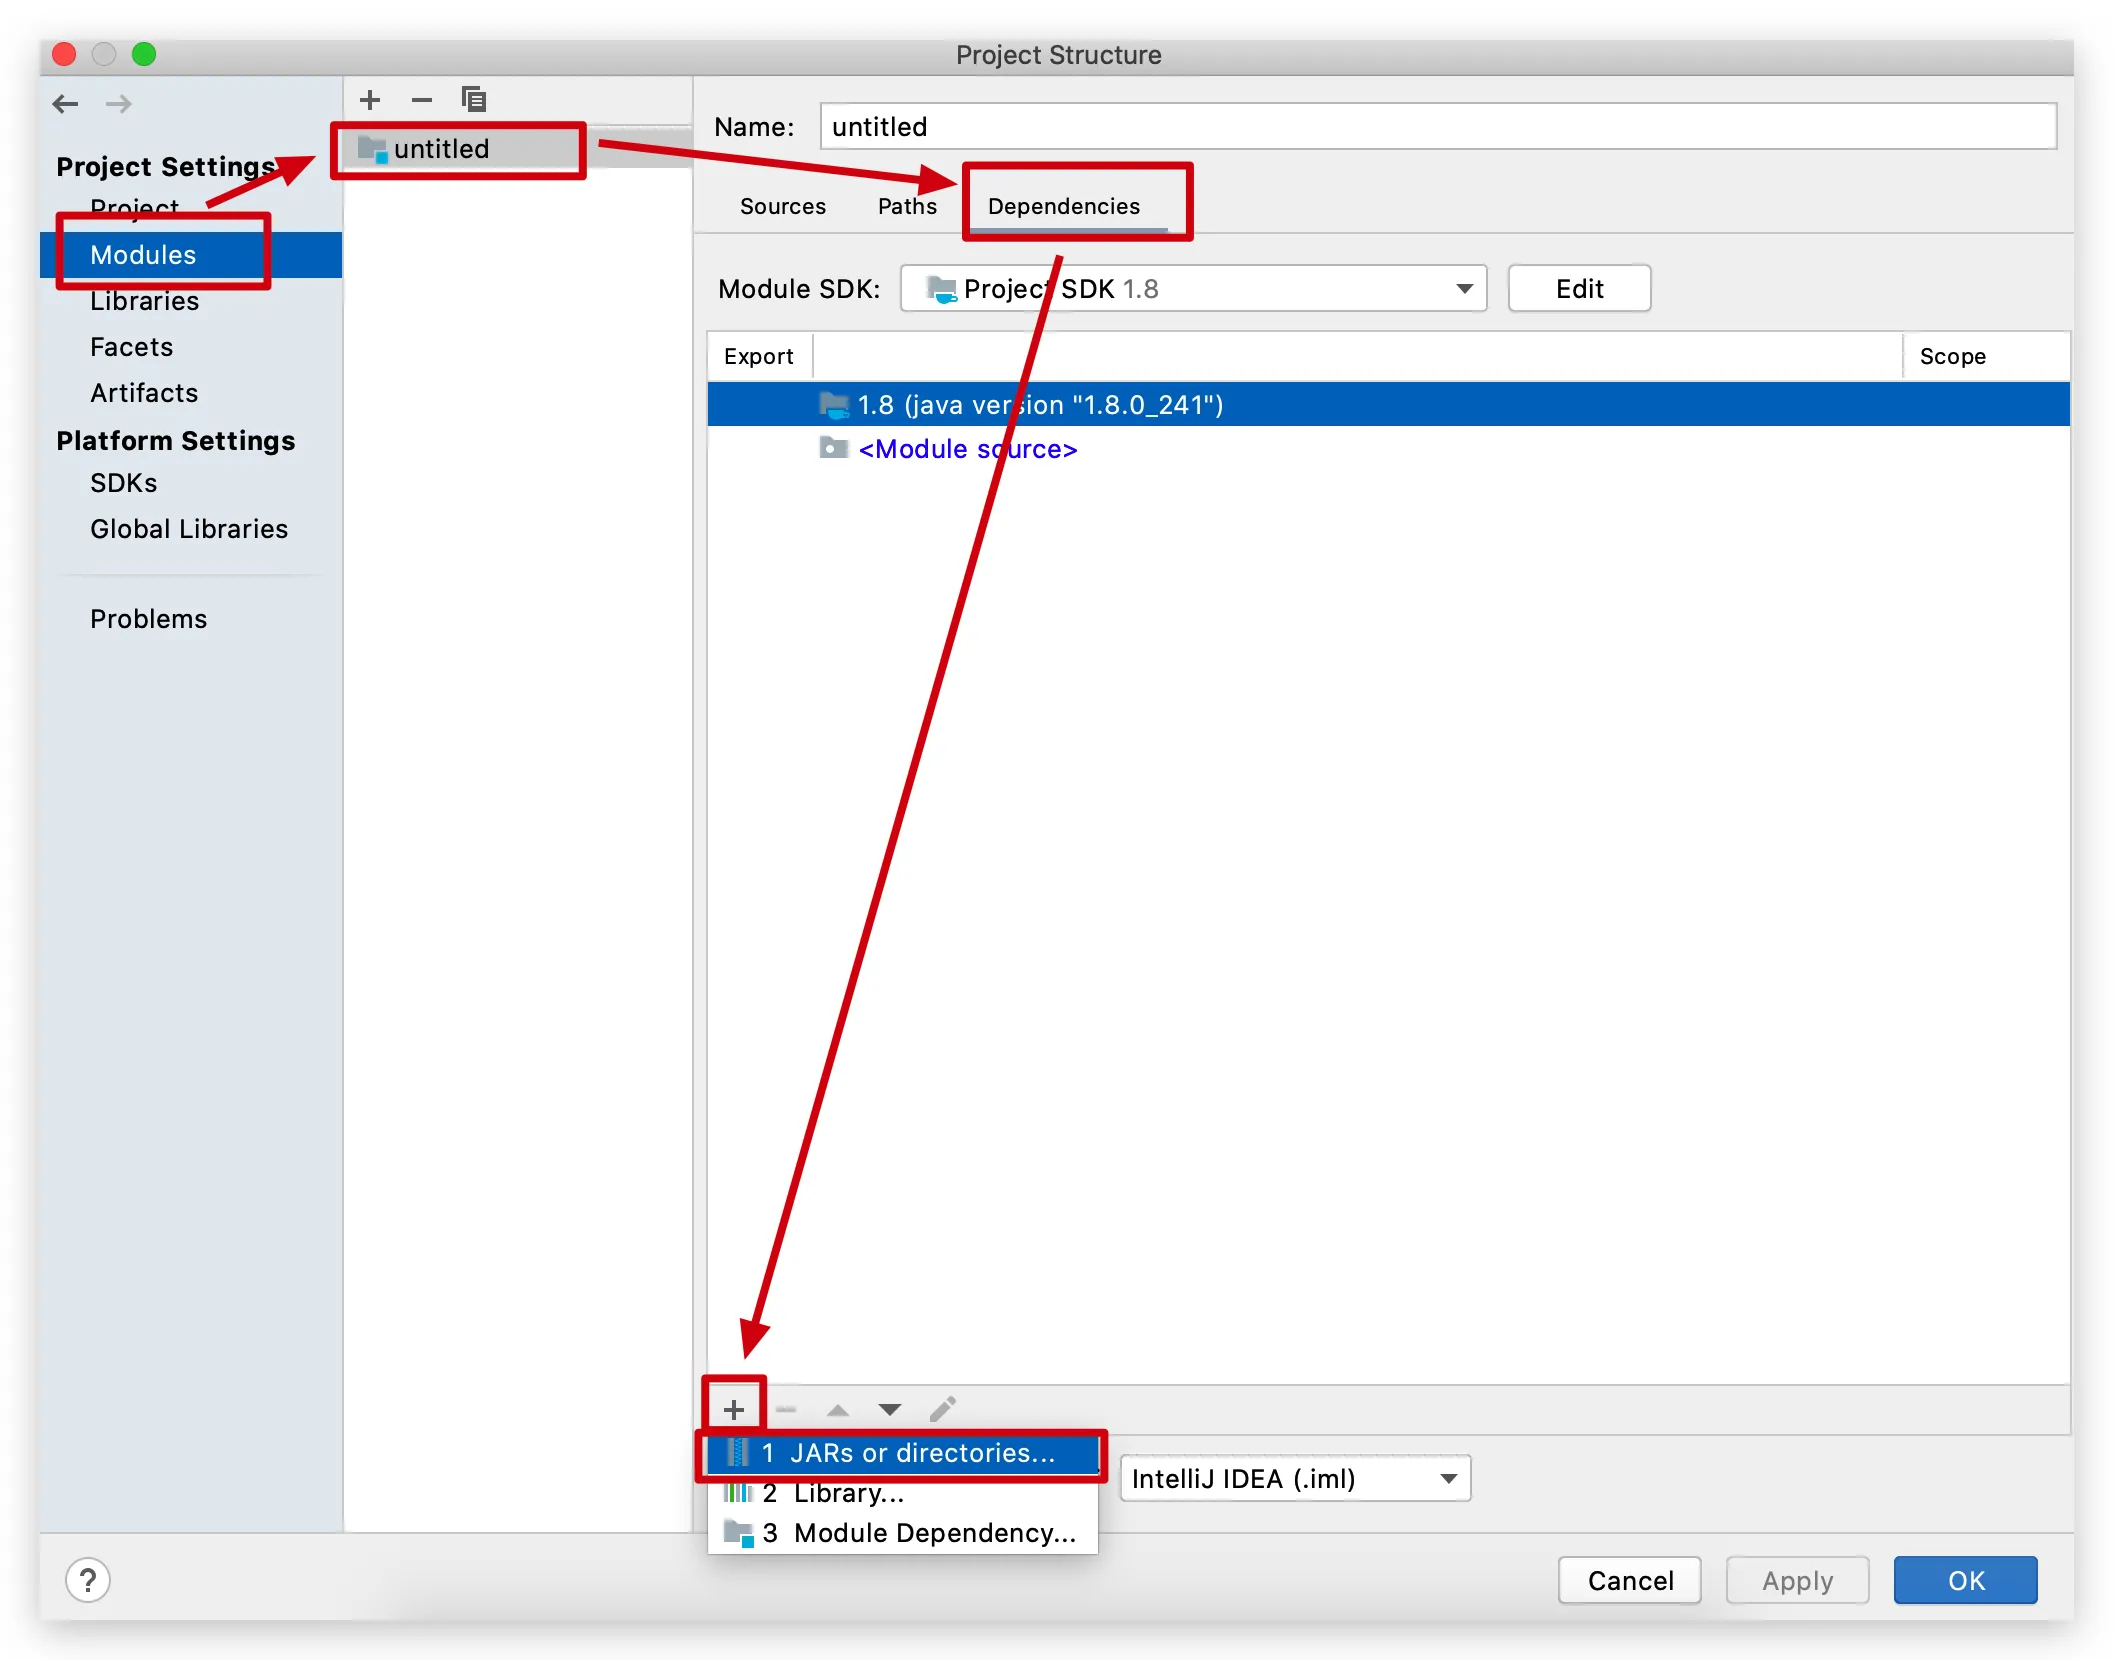 Project Structure
Project Settings
Project
Modules
Libraries
Facets
Artifacts
Platform Settings
SDKs
Global Libraries
Problems
untitled
Name: untitled
Sources Paths Dependencies
Module SDK: Project SDK 1.8 Edit
Export Scope
1.8 (java version "1.8.0_241")
<Module source>
1 JARs or directories...
2 Library...
3 Module Dependency...
IntelliJ IDEA (.iml)
? Cancel Apply OK